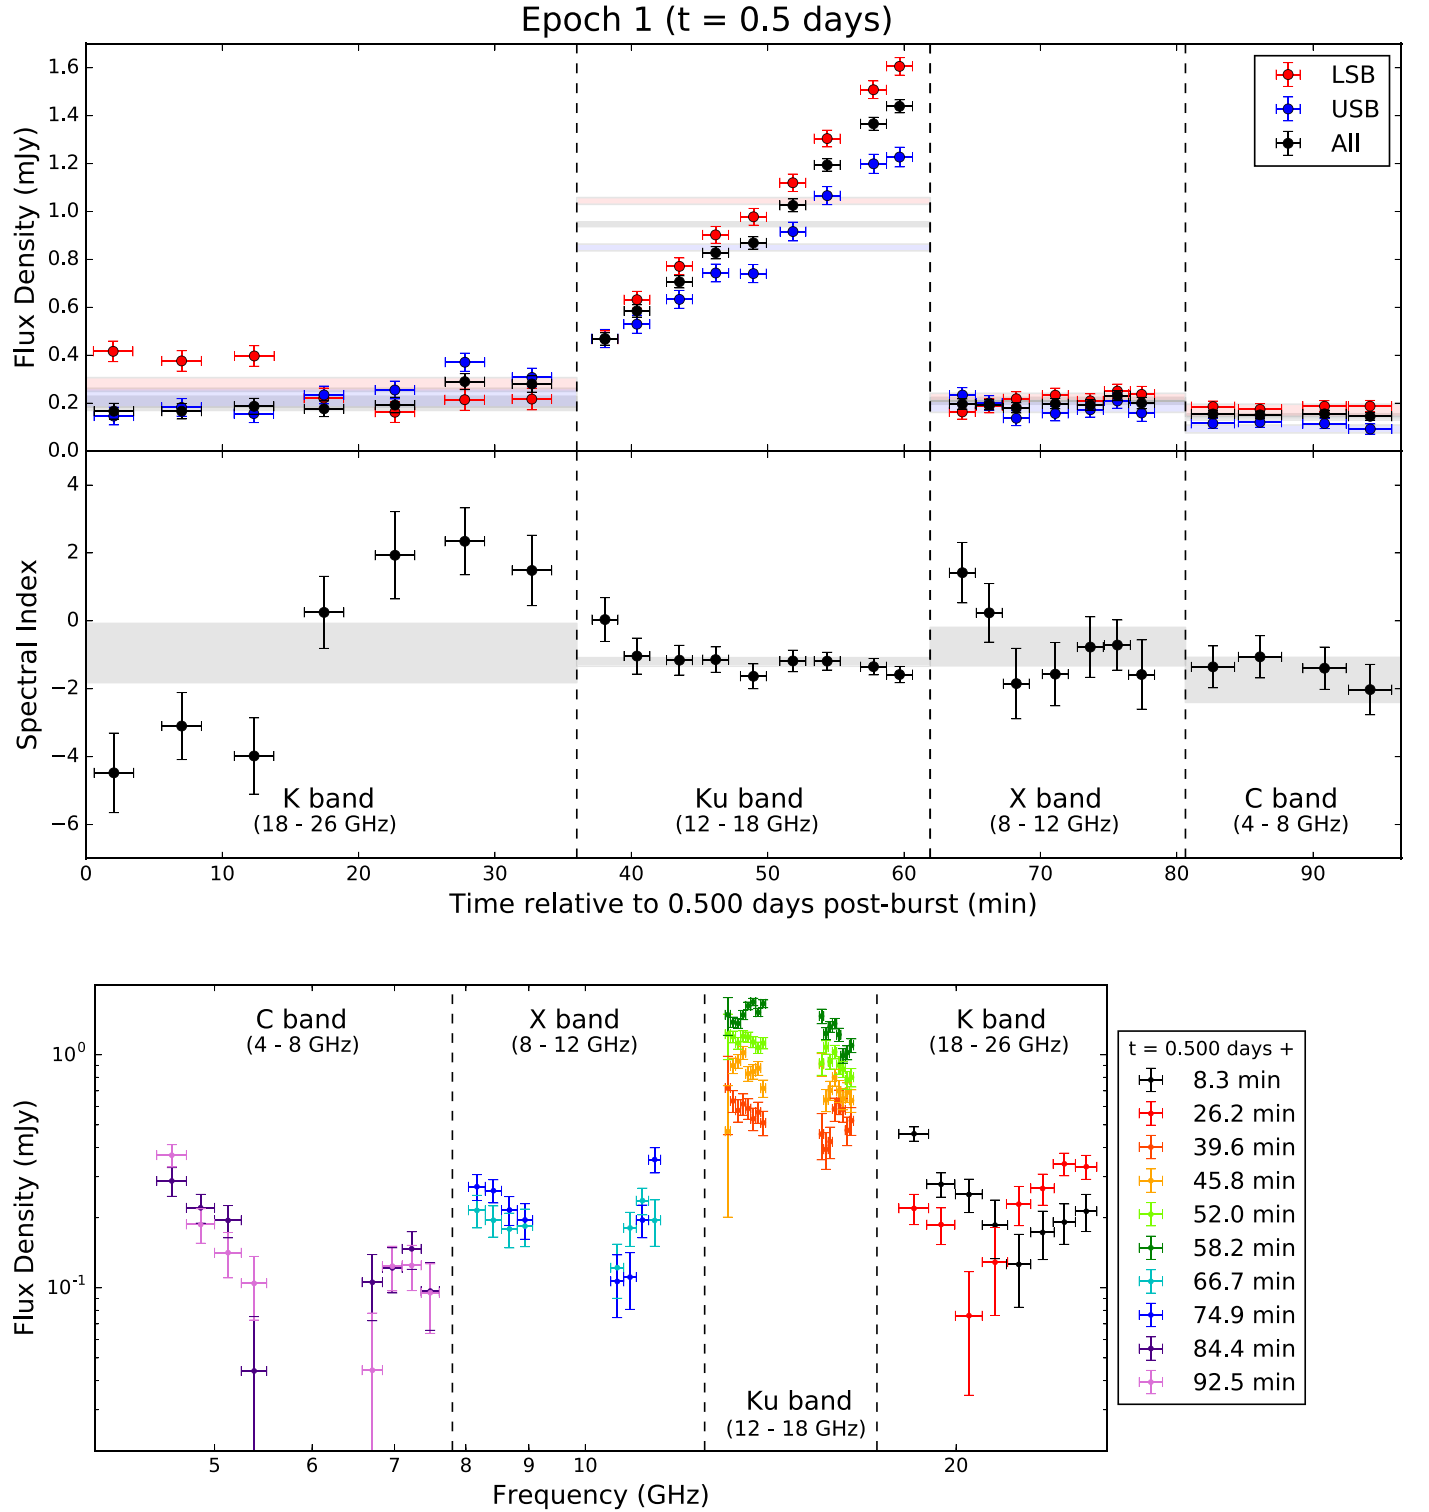 Epoch 1 (t = 0.5 days)
Flux Density (mJy)
1.6
1.4
1.2
1.0
0.8
0.6
0.4
0.2
0.0
LSB
USB
All
Spectral Index
4
2
0
−2
−4
−6
K band
(18 - 26 GHz)
Ku band
(12 - 18 GHz)
X band
(8 - 12 GHz)
C band
(4 - 8 GHz)
0 10 20 30 40 50 60 70 80 90
Time relative to 0.500 days post-burst (min)
Flux Density (mJy)
10⁰
10⁻¹
C band
(4 - 8 GHz)
X band
(8 - 12 GHz)
K band
(18 - 26 GHz)
Ku band
(12 - 18 GHz)
5 6 7 8 9 10 20
Frequency (GHz)
t = 0.500 days +
8.3 min
26.2 min
39.6 min
45.8 min
52.0 min
58.2 min
66.7 min
74.9 min
84.4 min
92.5 min